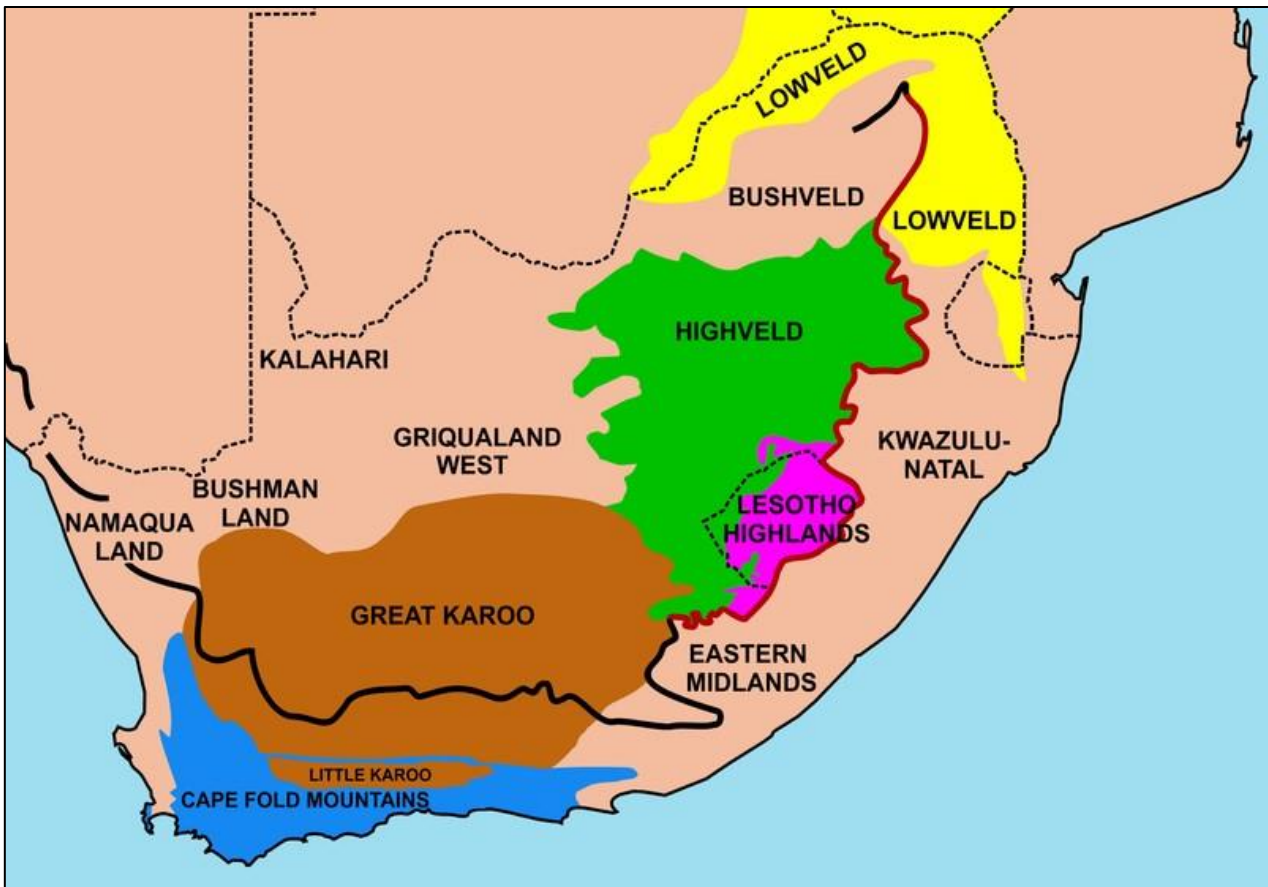 LOWVELD
BUSHVELD
LOWVELD
HIGHVELD
KALAHARI
GRIQUALAND
WEST
KWAZULU-
NATAL
BUSHMAN
LAND
LESOTHO
HIGHLANDS
NAMAQUA
LAND
GREAT KAROO
EASTERN
MIDLANDS
LITTLE KAROO
CAPE FOLD MOUNTAINS